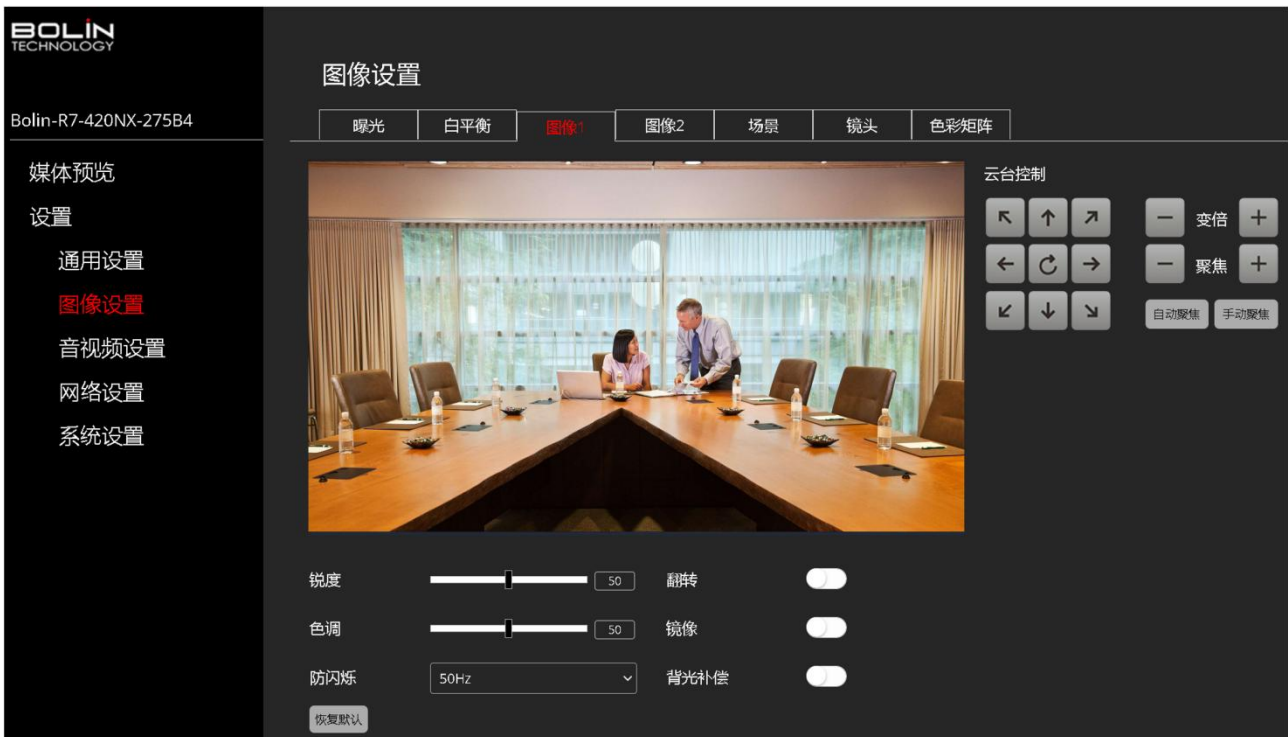 BOLIN
TECHNOLOGY
Bolin-R7-420NX-275B4
媒体预览
设置
通用设置
图像设置
音视频设置
网络设置
系统设置
图像设置
曝光 白平衡 图像1 图像2 场景 镜头 色彩矩阵
云台控制
变倍
聚焦
自动聚焦 手动聚焦
锐度 50 翻转
色调 50 镜像
防闪烁 50Hz 背光补偿
恢复默认